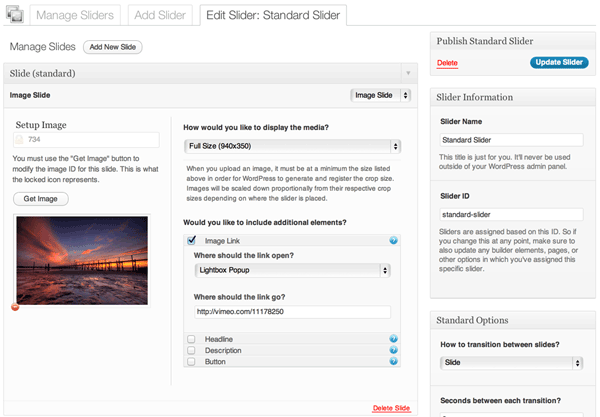 Manage Sliders
Add Slider
Edit Slider: Standard Slider
Manage Slides
Add New Slide
Slide (standard)
Image Slide
Image Slide
Setup Image
734
You must use the "Get Image" button to
modify the image ID for this slide. This is what
the locked icon represents.
Get Image
How would you like to display the media?
Full Size (940x350)
When you upload an image, it must be at a minimum the size listed
above in order for WordPress to generate and register the crop size.
Images will be scaled down proportionally from their respective crop
sizes depending on where the slider is placed.
Would you like to include additional elements?
Image Link
Where should the link open?
Lightbox Popup
Where should the link go?
http://vimeo.com/11178250
Headline
Description
Button
Delete Slide
Publish Standard Slider
Delete
Update Slider
Slider Information
Slider Name
Standard Slider
This title is just for you. It'll never be used
outside of your WordPress admin panel.
Slider ID
standard-slider
Sliders are assigned based on this ID. So if
you change this at any point, make sure to
also update any builder elements, pages, or
other options in which you've assigned this
specific slider.
Standard Options
How to transition between slides?
Slide
Seconds between each transition?